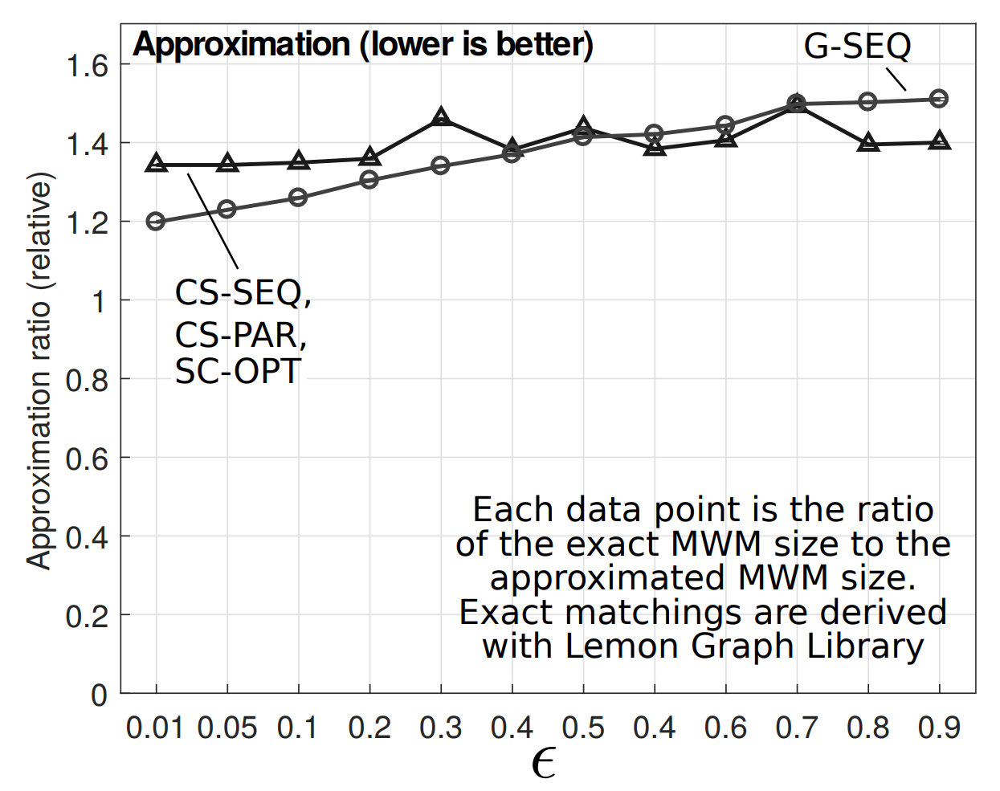 Approximation (lower is better)
G-SEQ
1.6
1.4
1.2
1
0.8
0.6
0.4
0.2
0
Approximation ratio (relative)
CS-SEQ,
CS-PAR,
SC-OPT
Each data point is the ratio
of the exact MWM size to the
approximated MWM size.
Exact matchings are derived
with Lemon Graph Library
0.01 0.05 0.1 0.2 0.3 0.4 0.5 0.4 0.6 0.7 0.8 0.9
ϵ